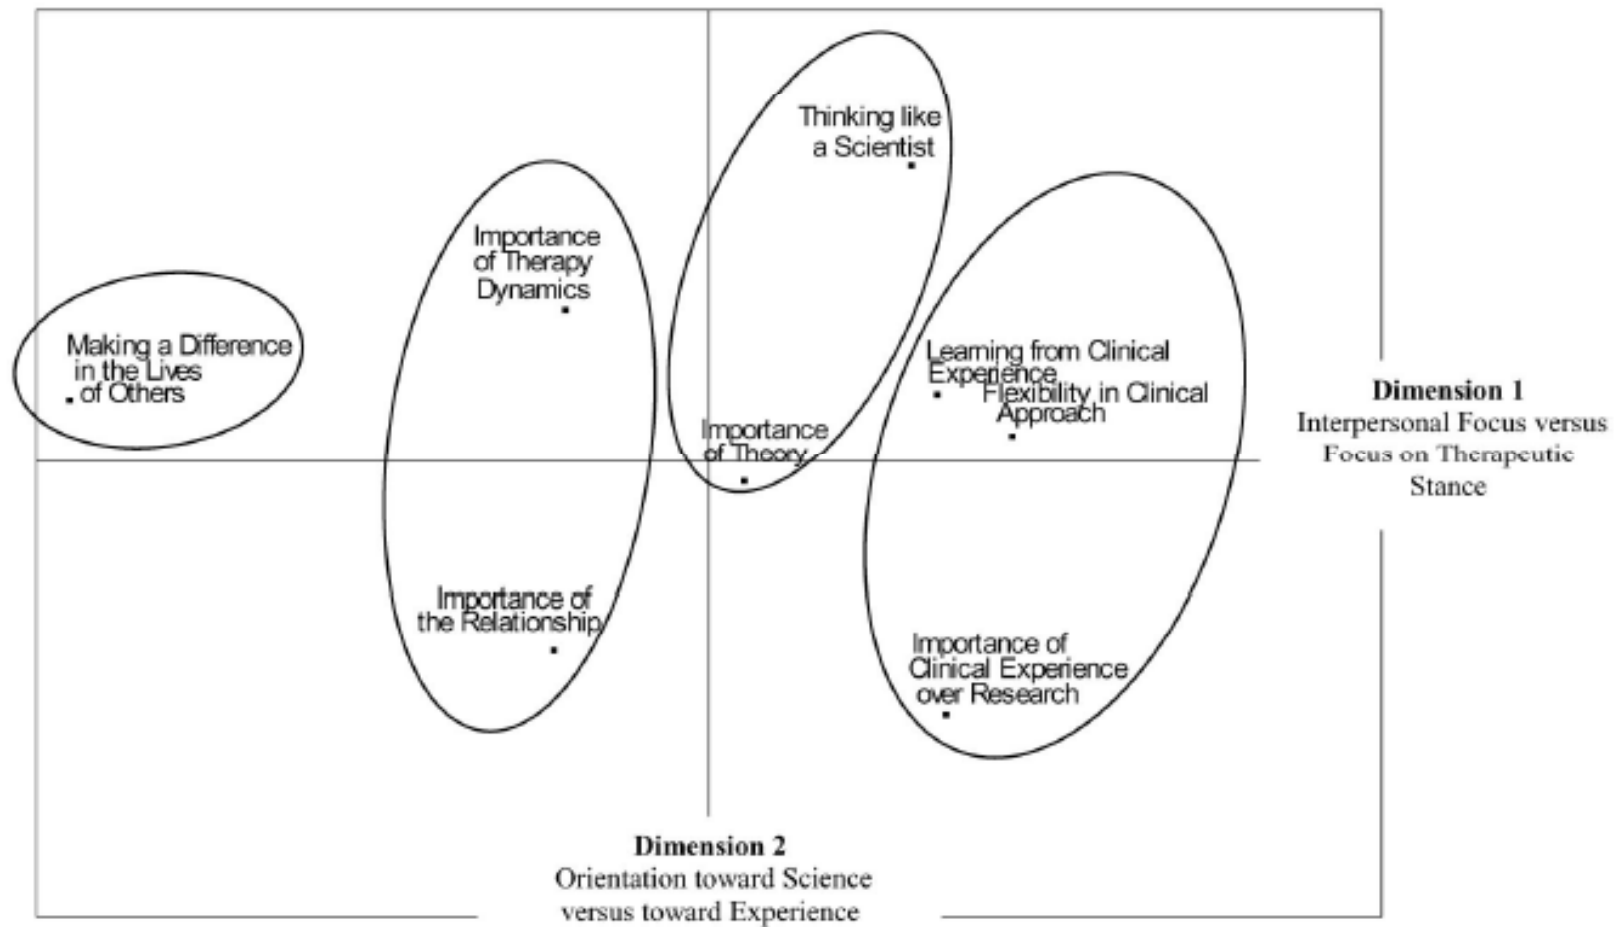 Thinking like
a Scientist
Importance
of Therapy
Dynamics
Making a Difference
in the Lives
of Others
Learning from Clinical
Experience
Flexibility in Clinical
Approach
Importance
of Theory
Importance of
the Relationship
Importance of
Clinical Experience
over Research
Dimension 1
Interpersonal Focus versus
Focus on Therapeutic
Stance
Dimension 2
Orientation toward Science
versus toward Experience